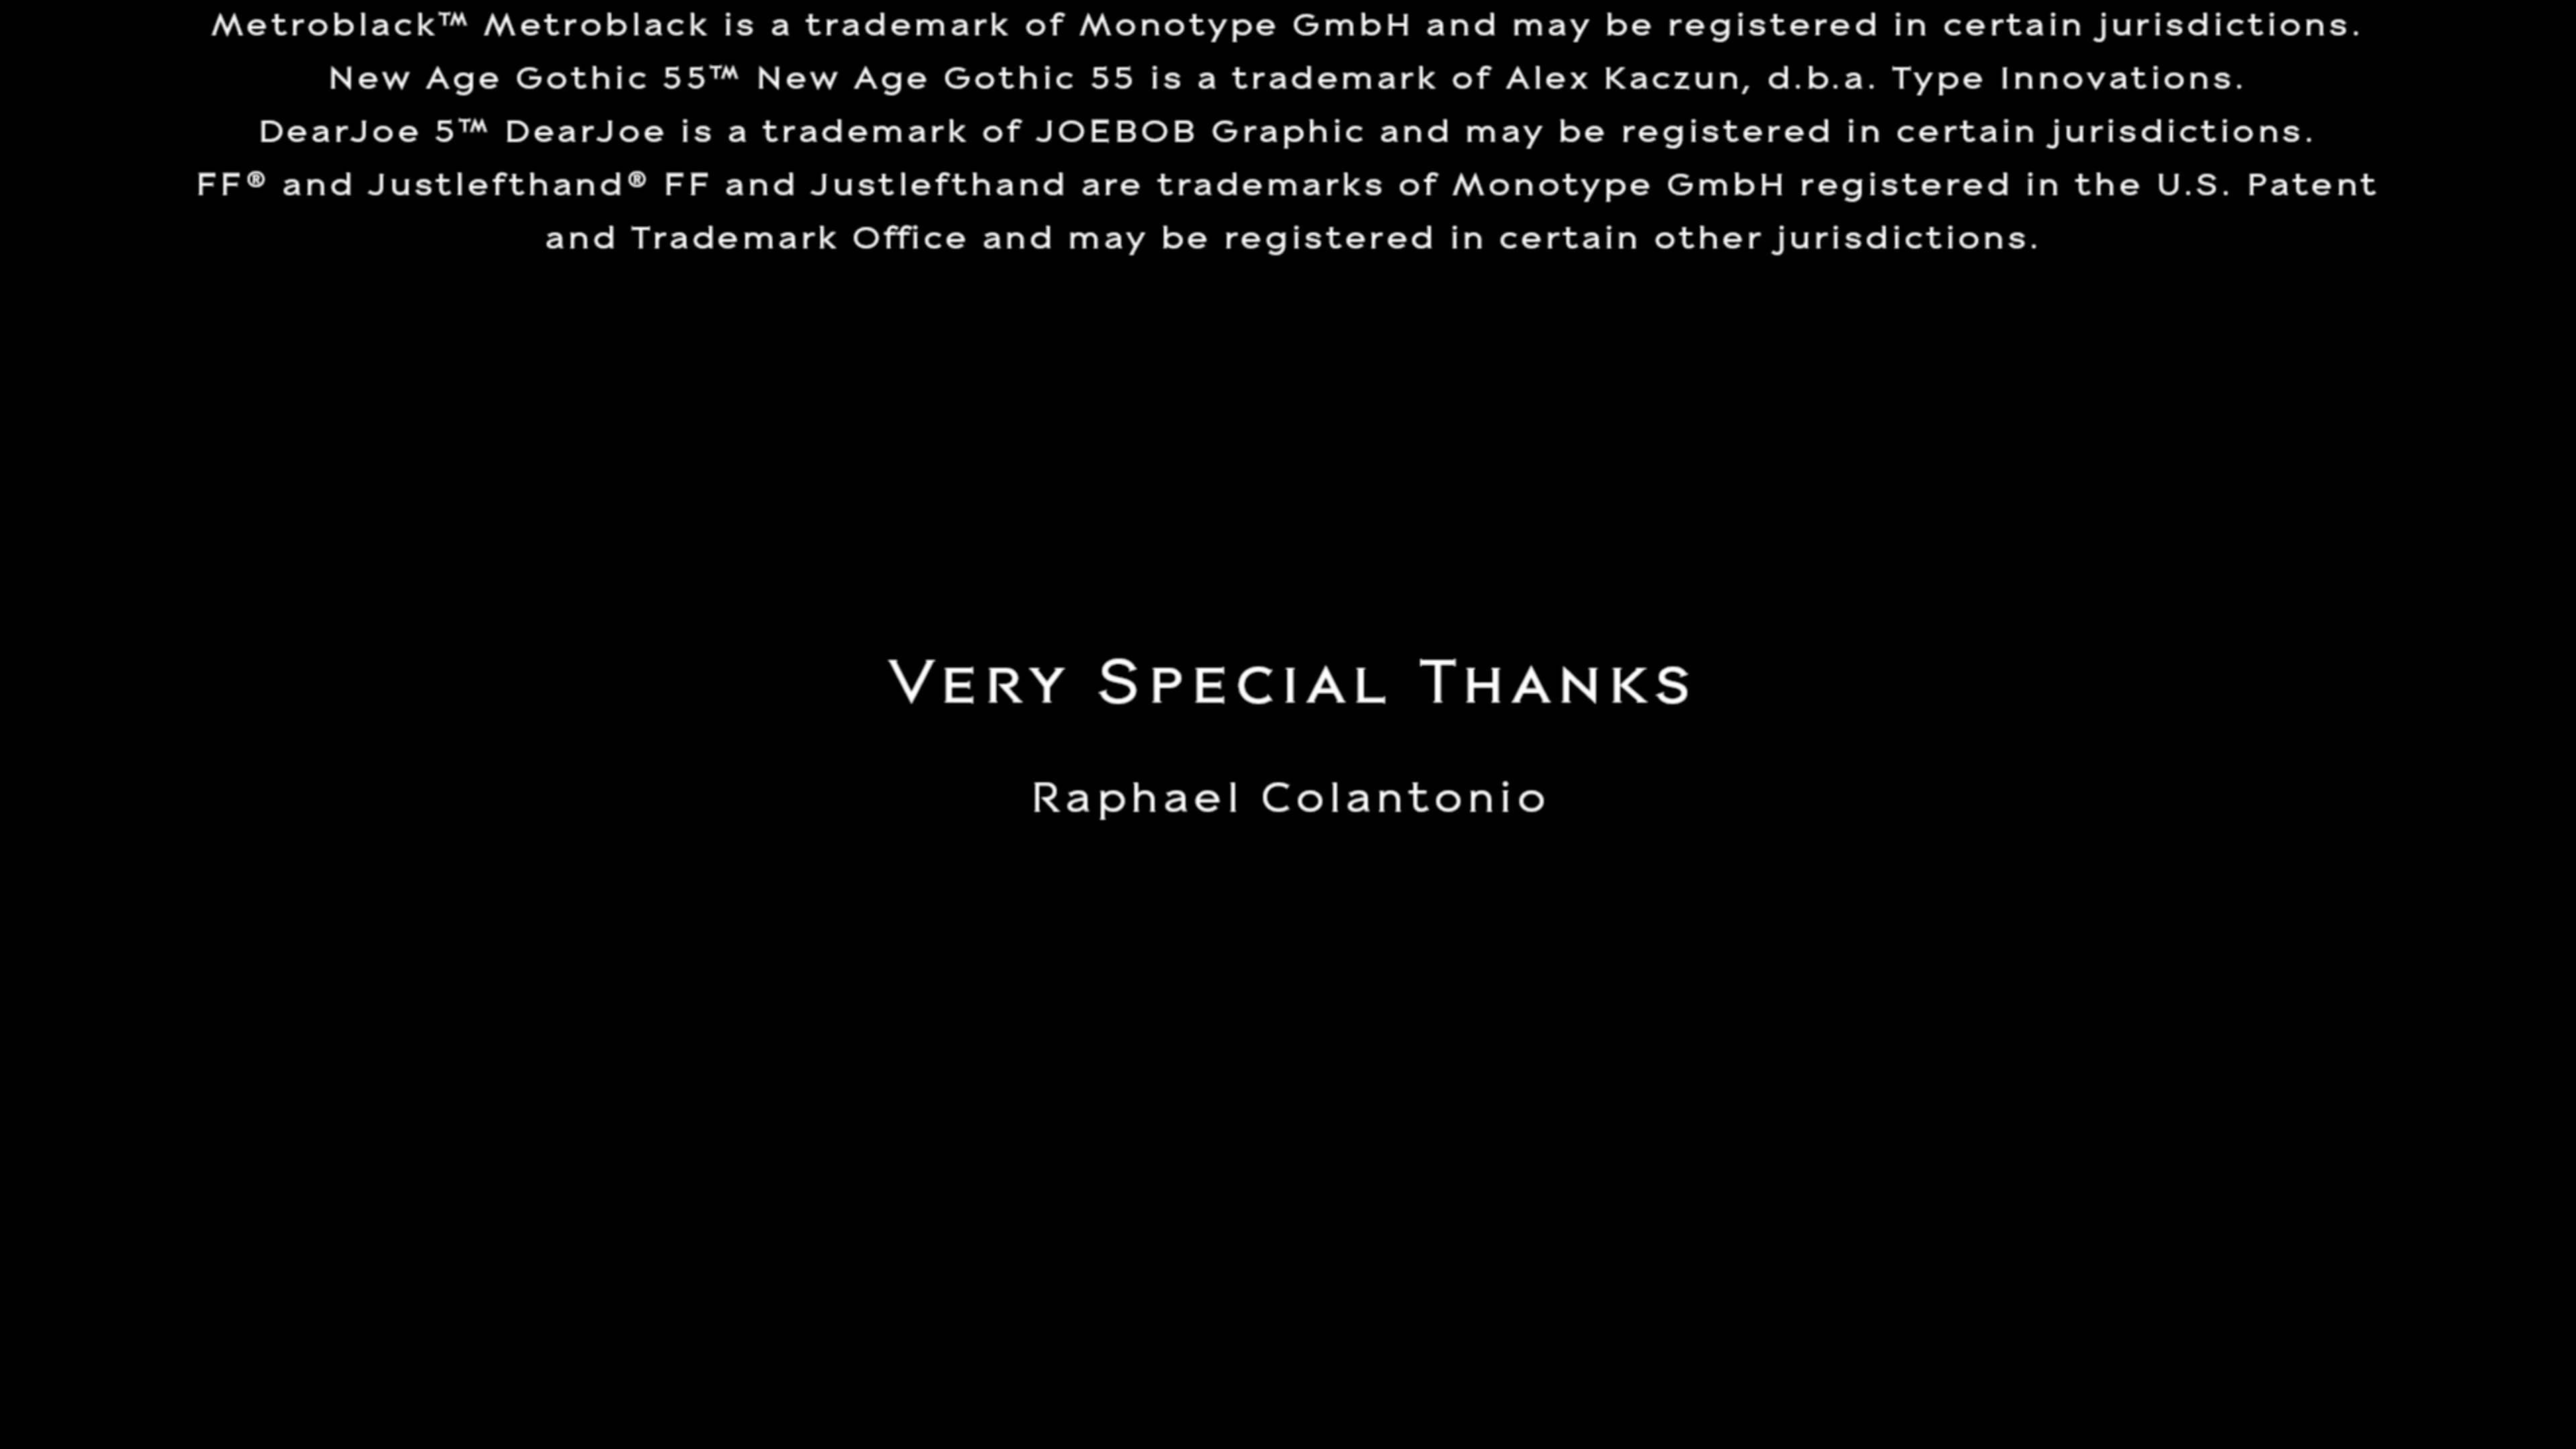 Metroblack™ Metroblack is a trademark of Monotype GmbH and may be registered in certain jurisdictions.
New Age Gothic 55™ New Age Gothic 55 is a trademark of Alex Kaczun, d.b.a. Type Innovations.
DearJoe 5™ DearJoe is a trademark of JOEBOB Graphic and may be registered in certain jurisdictions.
FF® and Justlefthand® FF and Justlefthand are trademarks of Monotype GmbH registered in the U.S. Patent
and Trademark Office and may be registered in certain other jurisdictions.
Very Special Thanks
Raphael Colantonio